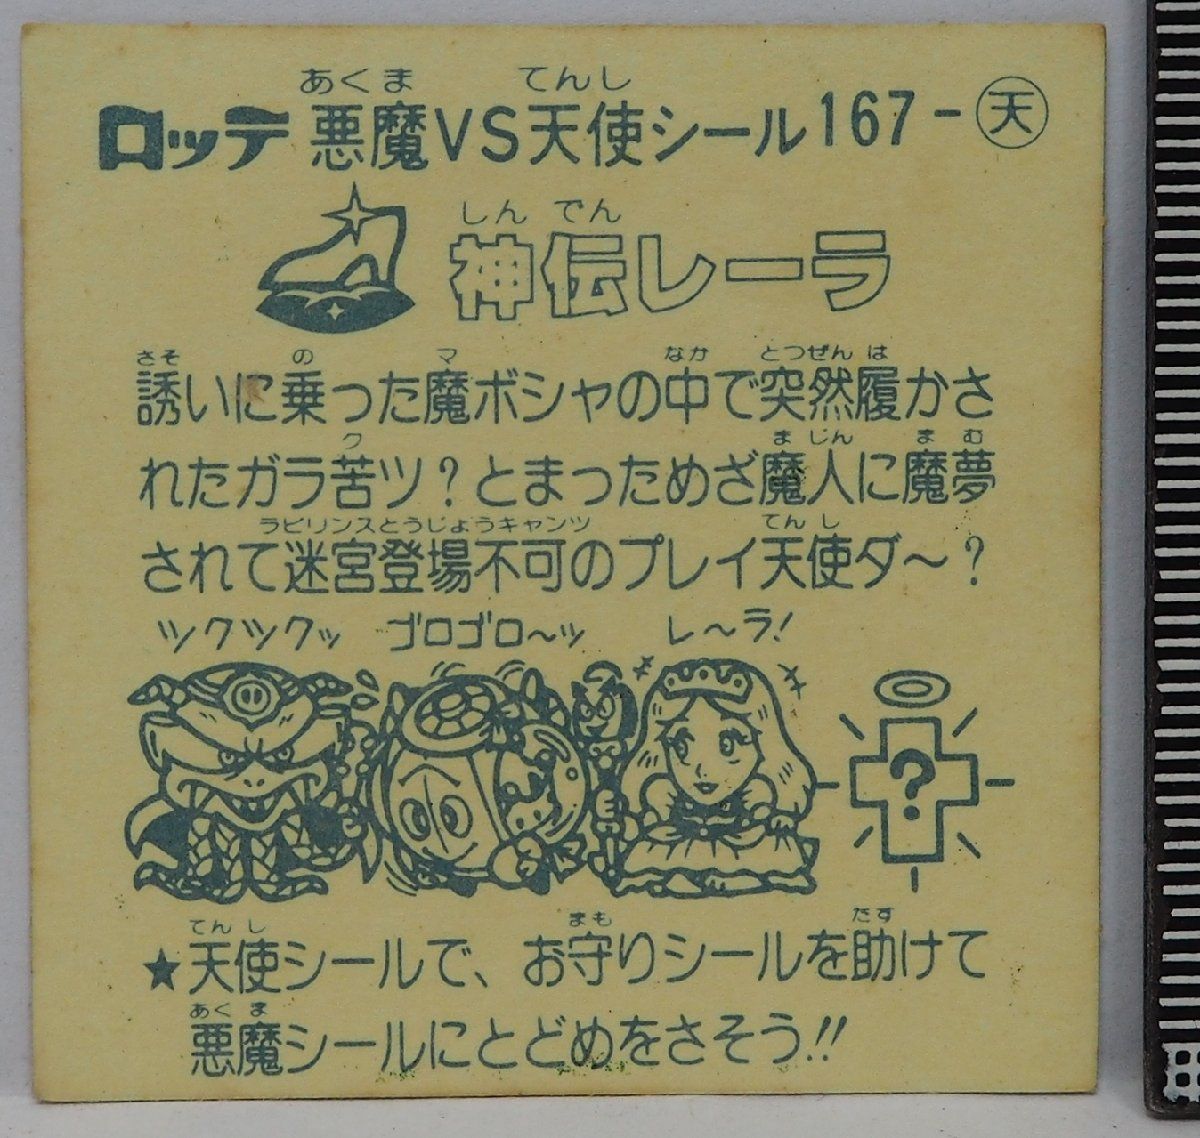 あくま てんし
ロッテ 悪魔VS天使シール 167-天
しん でん
神伝レーラ
さそ の マ なか とつぜん は
誘いに乗った魔ボシャの中で突然履かさ
ク ま じん ま む
れたガラ苦ツ?とまっためざ魔人に魔夢
ラビリンスとうじょうキャンツ てん し
されて迷宮登場不可のプレイ天使ダ〜?
ツクツクッ ゴロゴロ〜ッ レ〜ラ!
?
てん し まも たす
★天使シールで、お守りシールを助けて
あく ま
悪魔シールにとどめをさそう!!